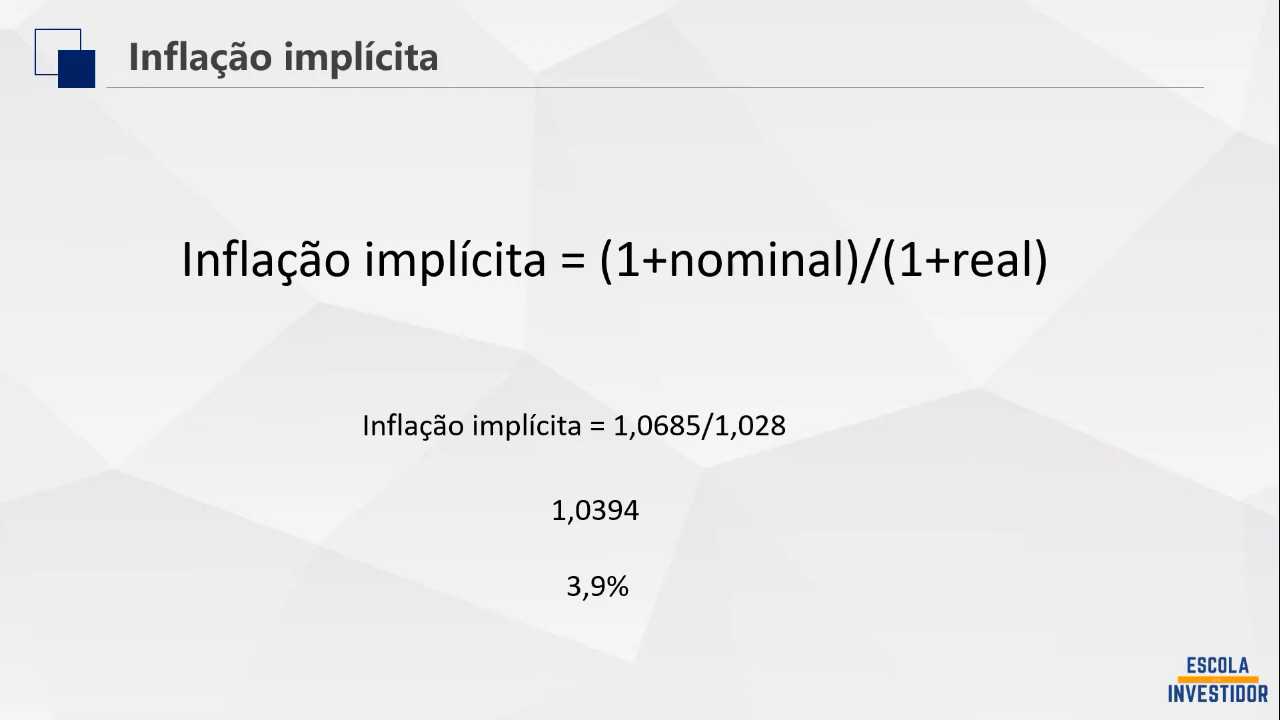 Inflação implícita
Inflação implícita = (1+nominal)/(1+real)
Inflação implícita = 1,0685/1,028
1,0394
3,9%
ESCOLA
INVESTIDOR